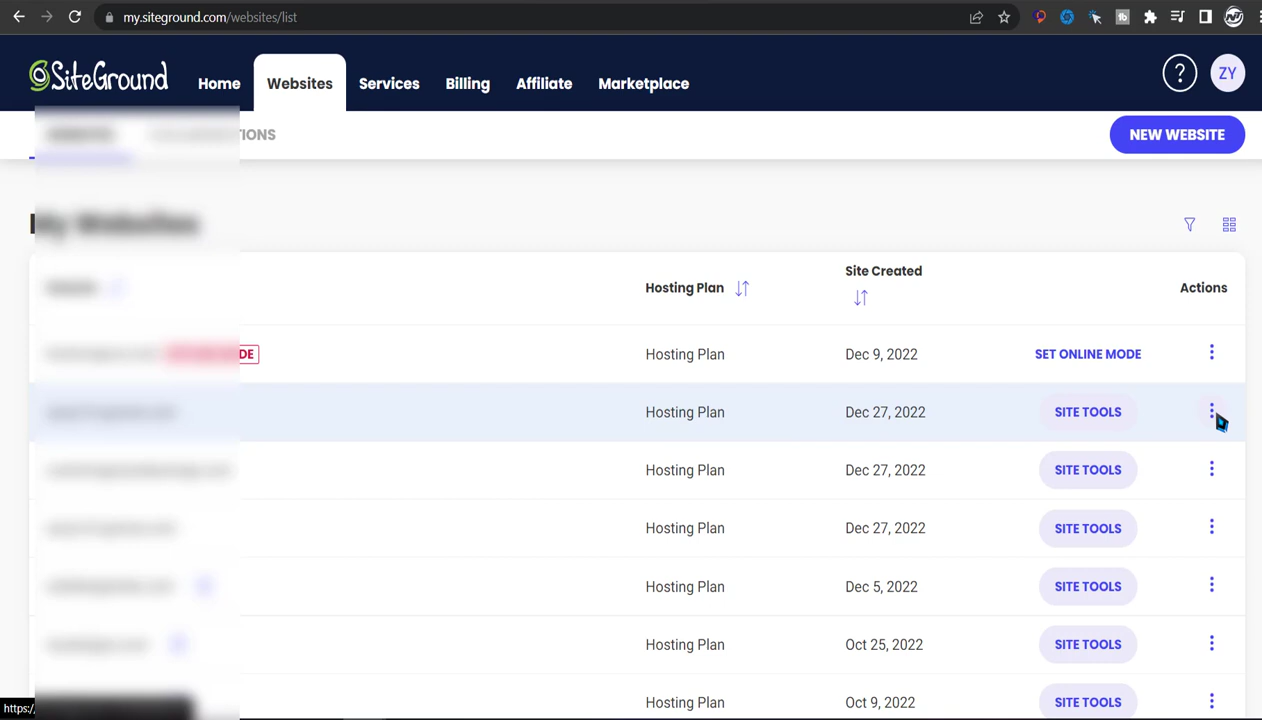 my.siteground.com/websites/list
SiteGround
Home
Websites
Services
Billing
Affiliate
Marketplace
?
ZY
NEW WEBSITE
My Websites
Hosting Plan
Site Created
Actions
Hosting Plan
Dec 9, 2022
SET ONLINE MODE
Hosting Plan
Dec 27, 2022
SITE TOOLS
Hosting Plan
Dec 27, 2022
SITE TOOLS
Hosting Plan
Dec 27, 2022
SITE TOOLS
Hosting Plan
Dec 5, 2022
SITE TOOLS
Hosting Plan
Oct 25, 2022
SITE TOOLS
Hosting Plan
Oct 9, 2022
SITE TOOLS
https:/